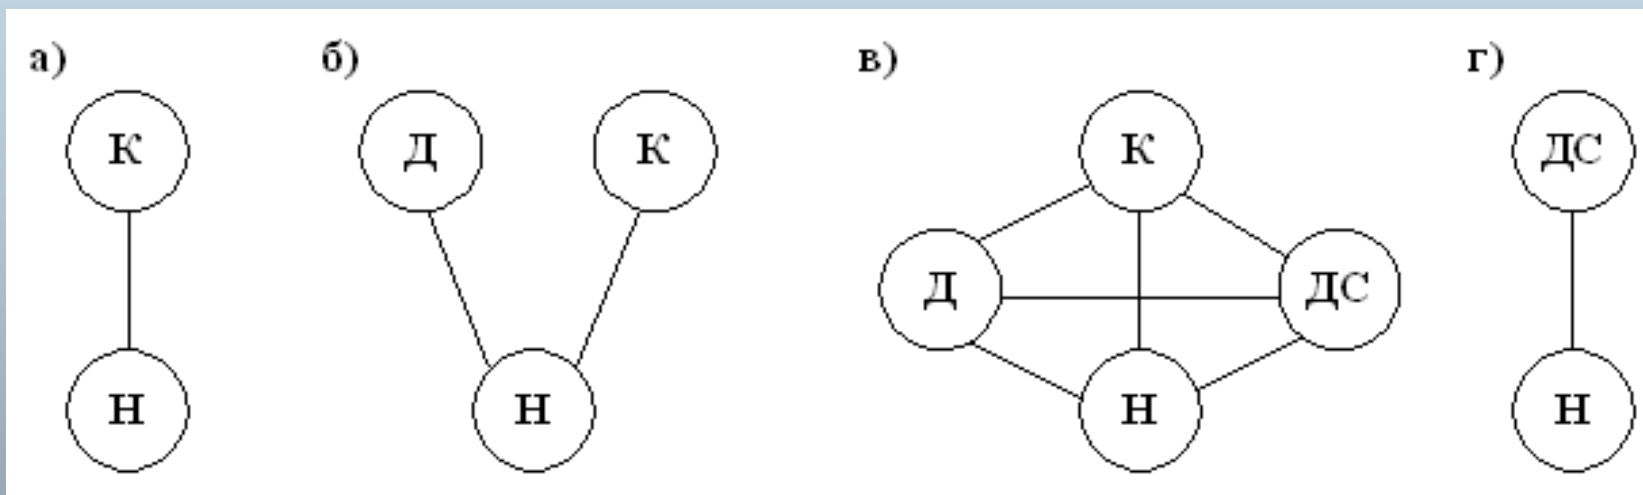 а) б) в) г)
К Д К К ДС
Д ДС
Н Н Н Н